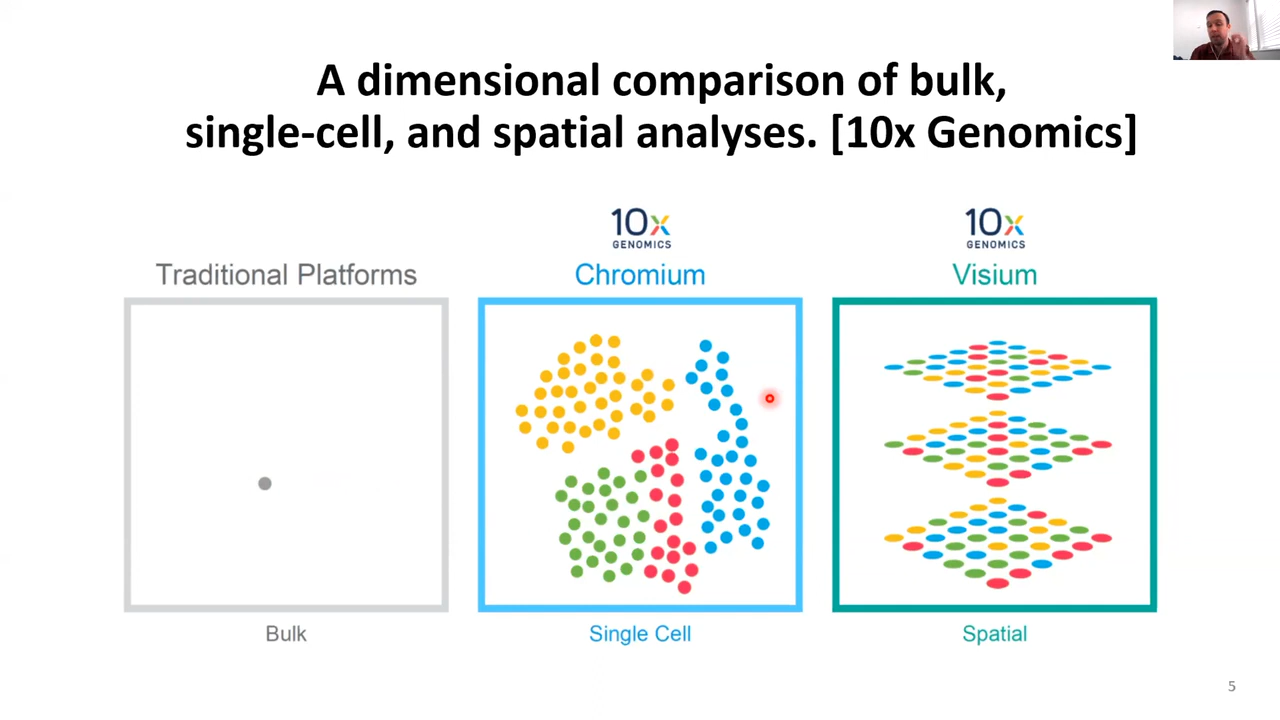 A dimensional comparison of bulk,
single-cell, and spatial analyses. [10x Genomics]
10x
GENOMICS
10x
GENOMICS
Traditional Platforms
Chromium
Visium
Bulk
Single Cell
Spatial
5